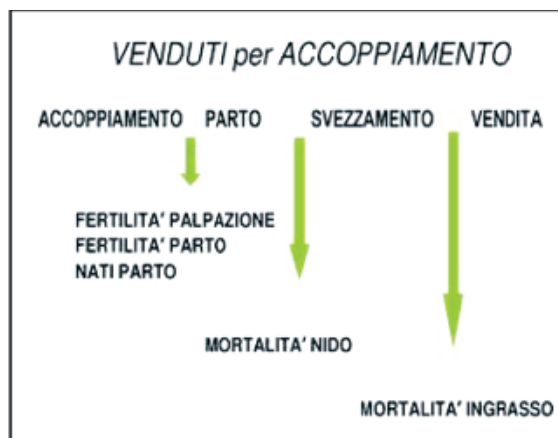 VENDUTI per ACCOPPIAMENTO
ACCOPPIAMENTO PARTO SVEZZAMENTO VENDITA
FERTILITA' PALPAZIONE
FERTILITA' PARTO
NATI PARTO
MORTALITA' NIDO
MORTALITA' INGRASSO